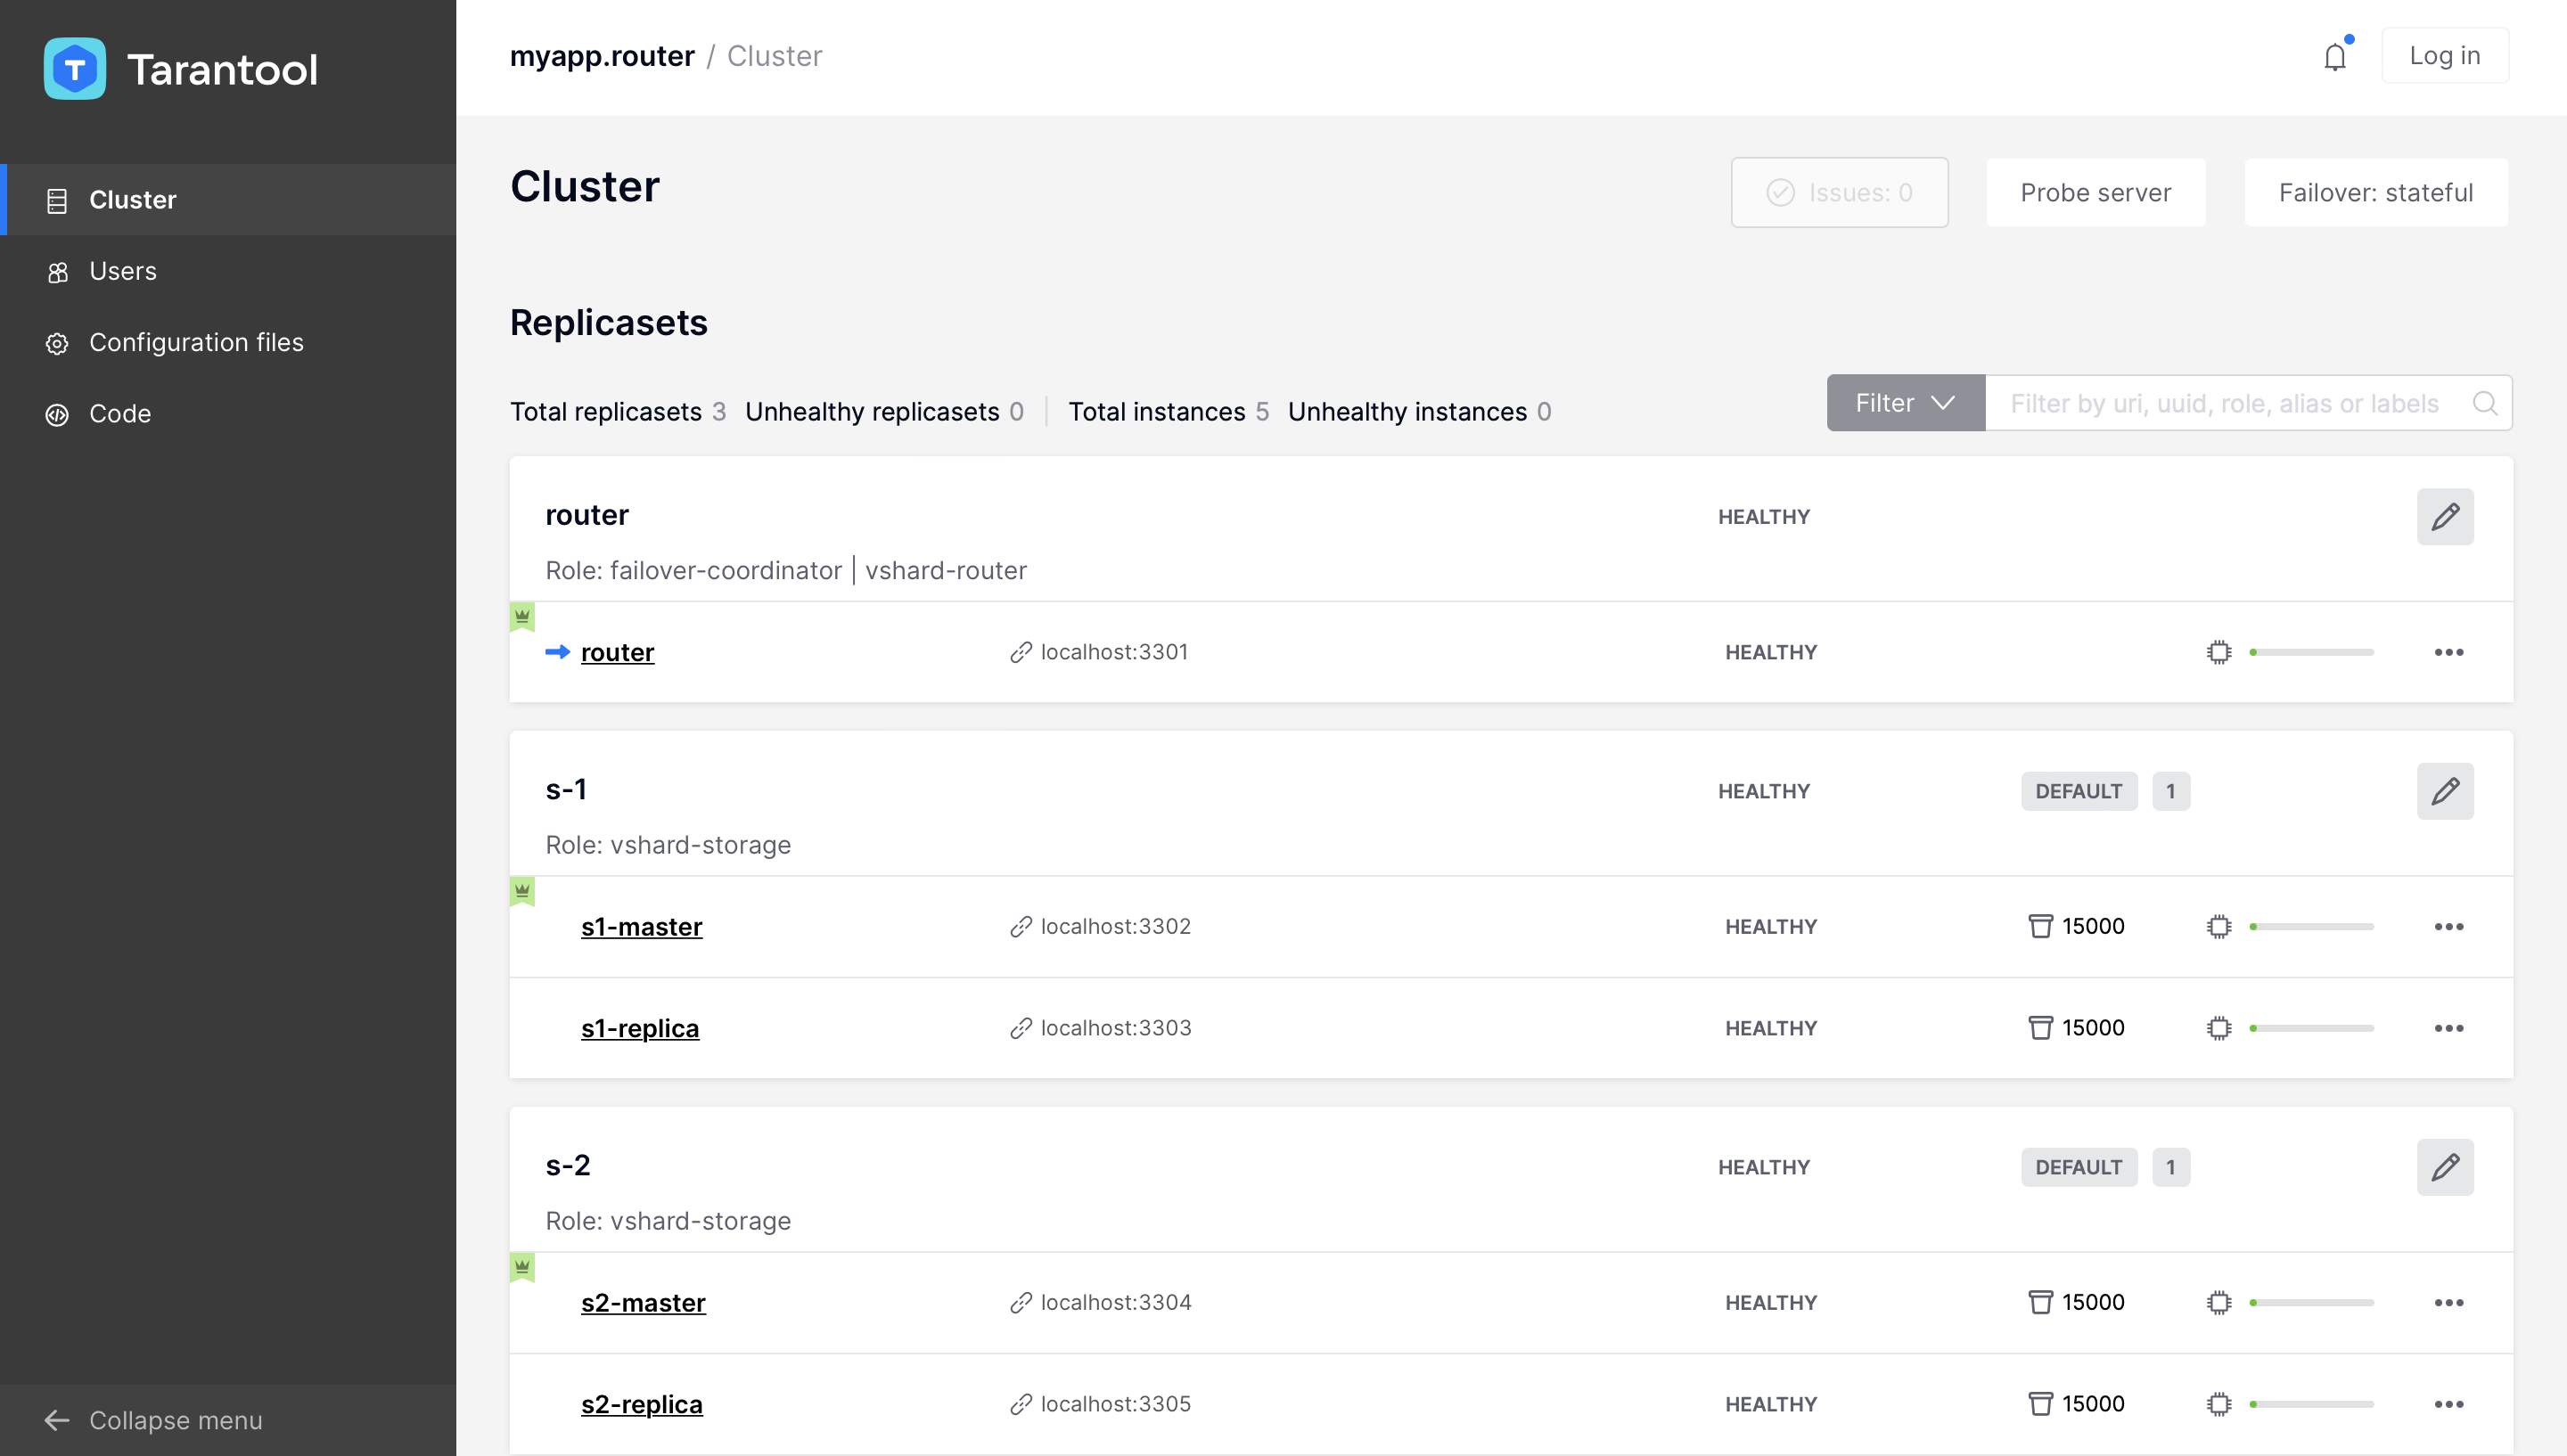 Tarantool
Cluster
Users
Configuration files
Code
Collapse menu
myapp.router / Cluster
Log in
Cluster
Issues: 0
Probe server
Failover: stateful
Replicasets
Total replicasets 3 Unhealthy replicasets 0 | Total instances 5 Unhealthy instances 0
Filter
Filter by uri, uuid, role, alias or labels
router HEALTHY
Role: failover-coordinator | vshard-router
router localhost:3301 HEALTHY
s-1 HEALTHY DEFAULT 1
Role: vshard-storage
s1-master localhost:3302 HEALTHY 15000
s1-replica localhost:3303 HEALTHY 15000
s-2 HEALTHY DEFAULT 1
Role: vshard-storage
s2-master localhost:3304 HEALTHY 15000
s2-replica localhost:3305 HEALTHY 15000